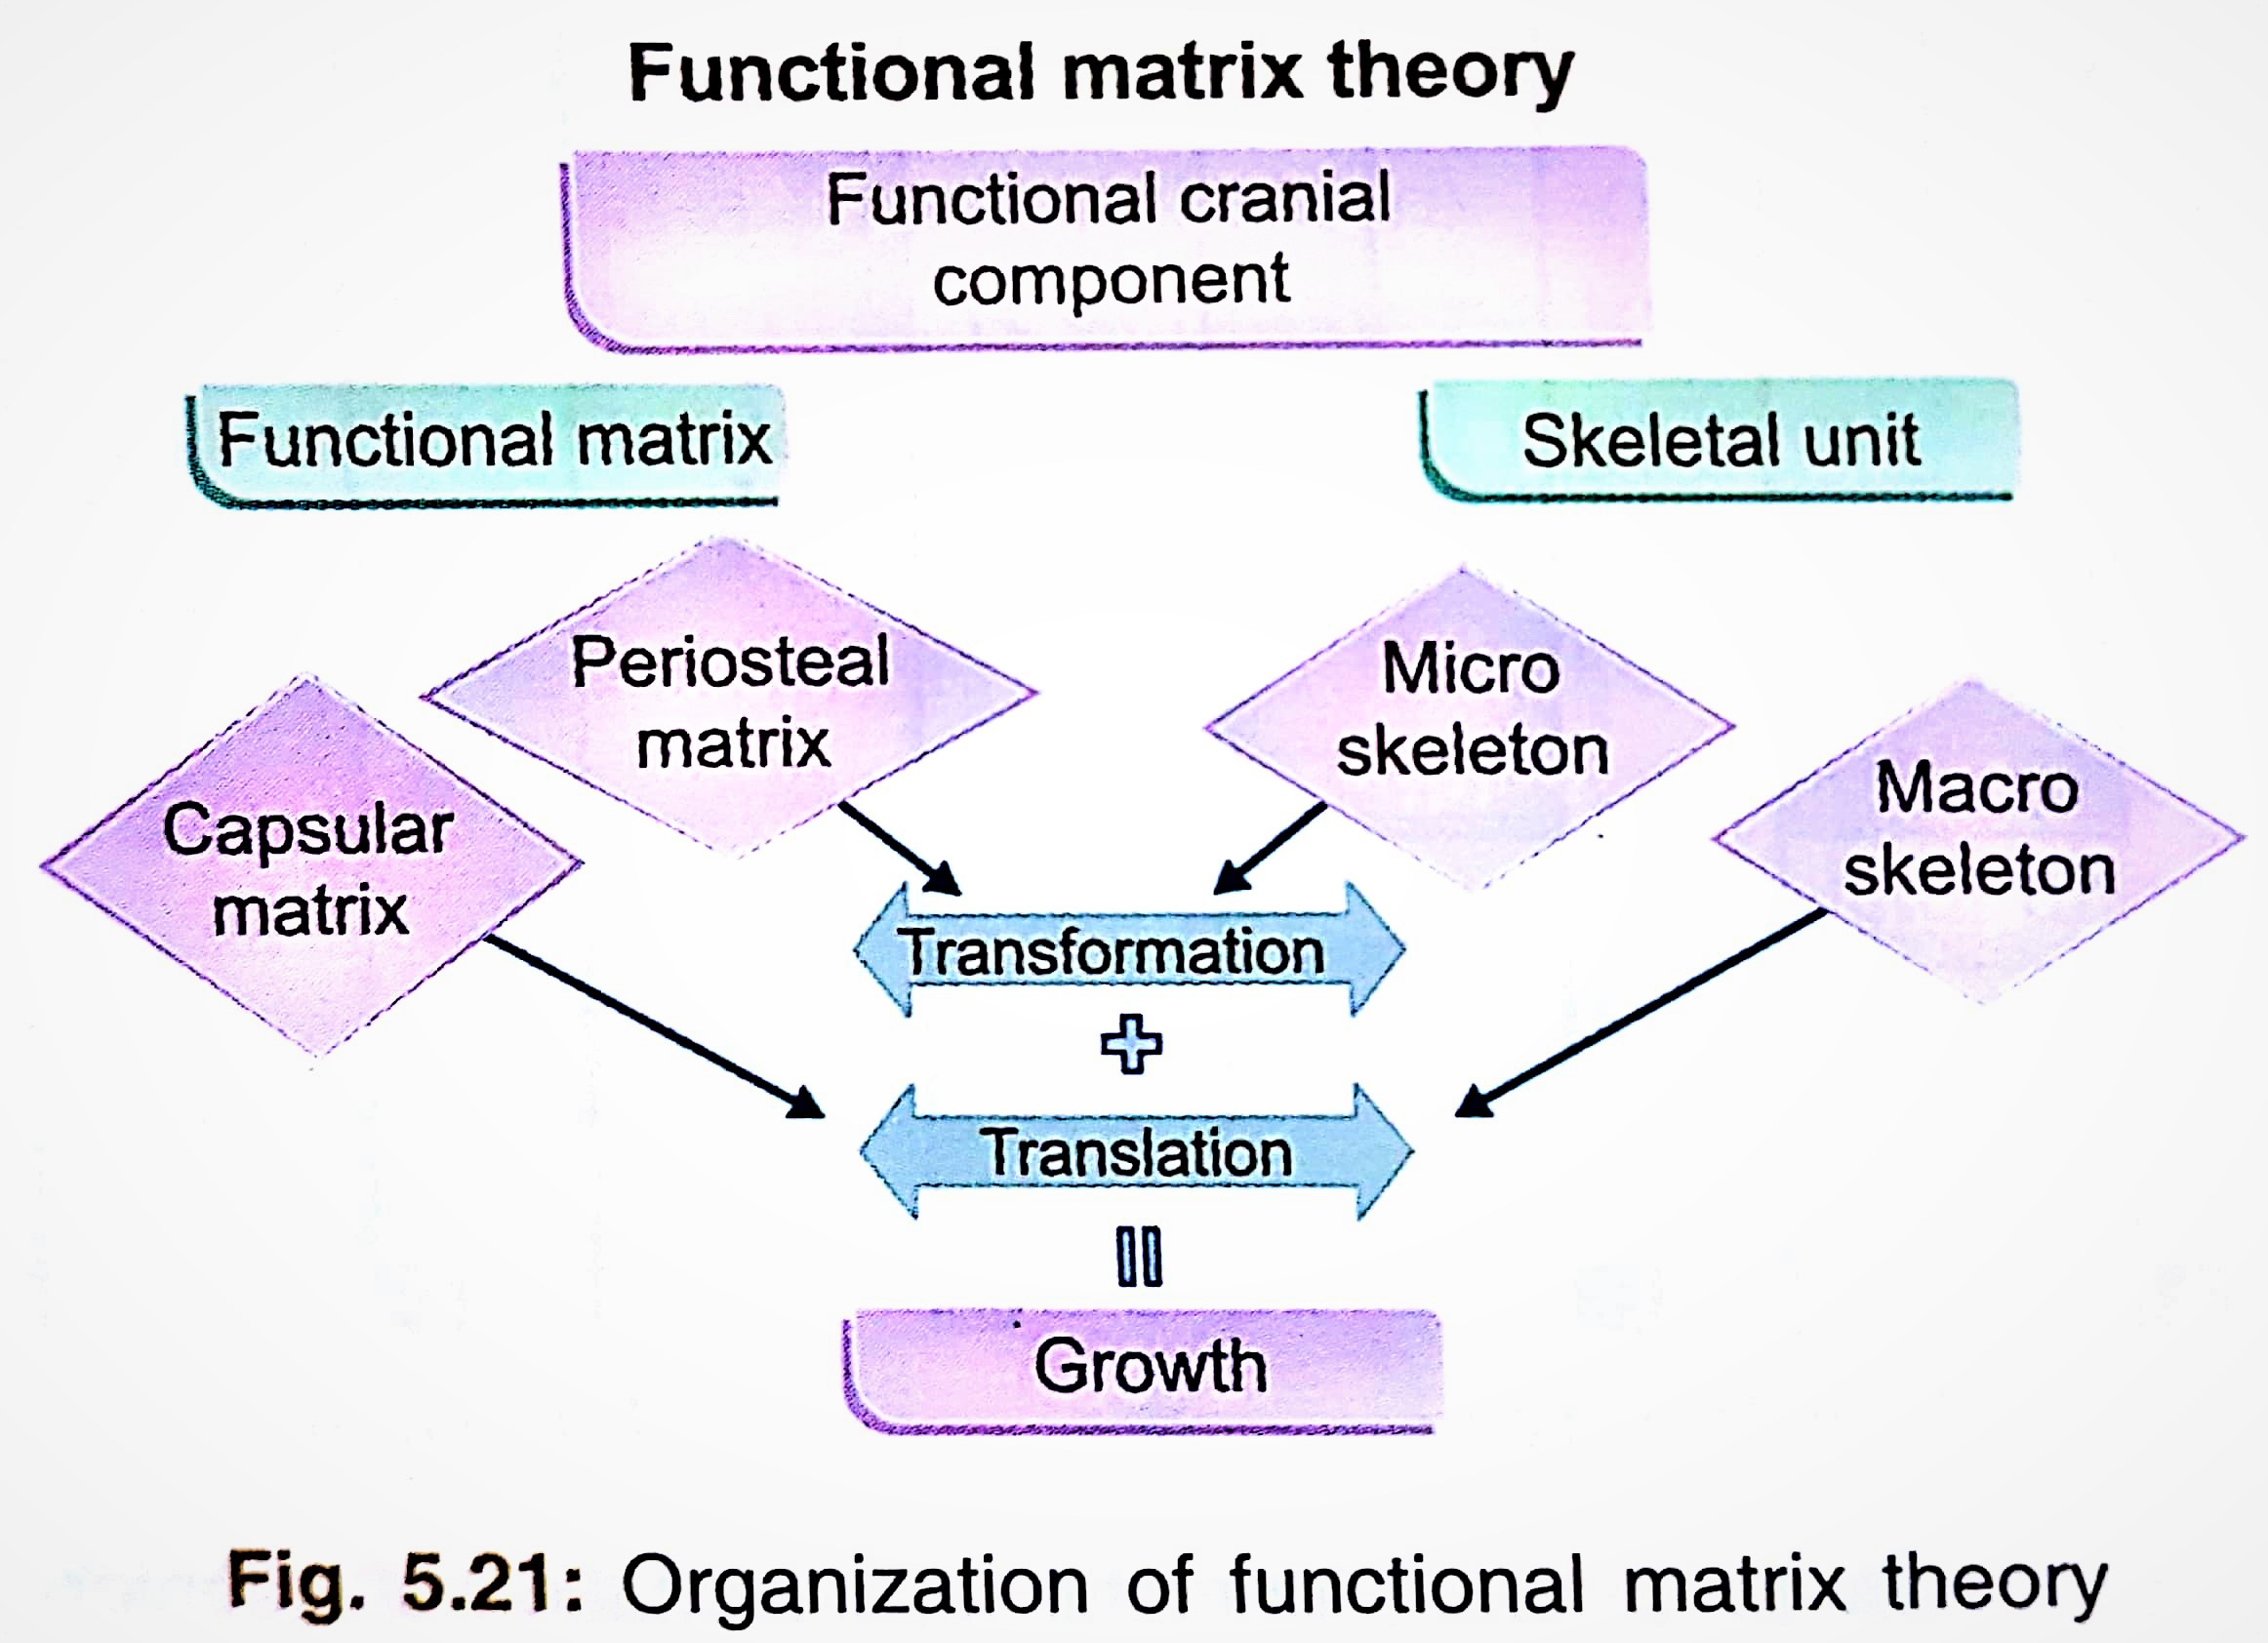 Functional matrix theory
Functional cranial
component
Functional matrix
Skeletal unit
Periosteal
matrix
Micro
skeleton
Capsular
matrix
Macro
skeleton
Transformation
+
Translation
=
Growth
Fig. 5.21: Organization of functional matrix theory